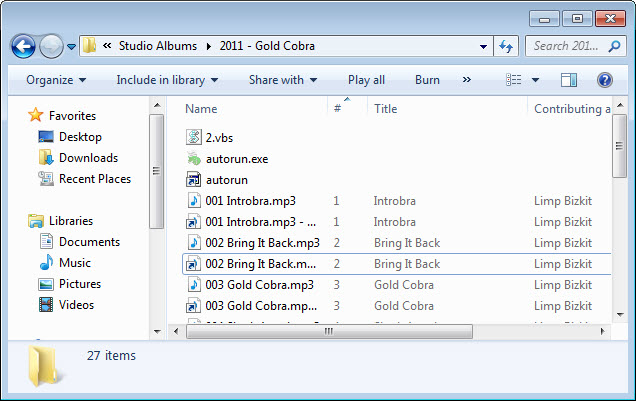 « Studio Albums ▸ 2011 - Gold Cobra
Search 201...
Organize Include in library Share with Play all Burn »
Name # Title Contributing a
Favorites
Desktop
Downloads
Recent Places
Libraries
Documents
Music
Pictures
Videos
2.vbs
autorun.exe
autorun
001 Introbra.mp3 1 Introbra Limp Bizkit
001 Introbra.mp3 - ... 1 Introbra Limp Bizkit
002 Bring It Back.mp3 2 Bring It Back Limp Bizkit
002 Bring It Back.m... 2 Bring It Back Limp Bizkit
003 Gold Cobra.mp3 3 Gold Cobra Limp Bizkit
003 Gold Cobra.mp... 3 Gold Cobra Limp Bizkit
27 items